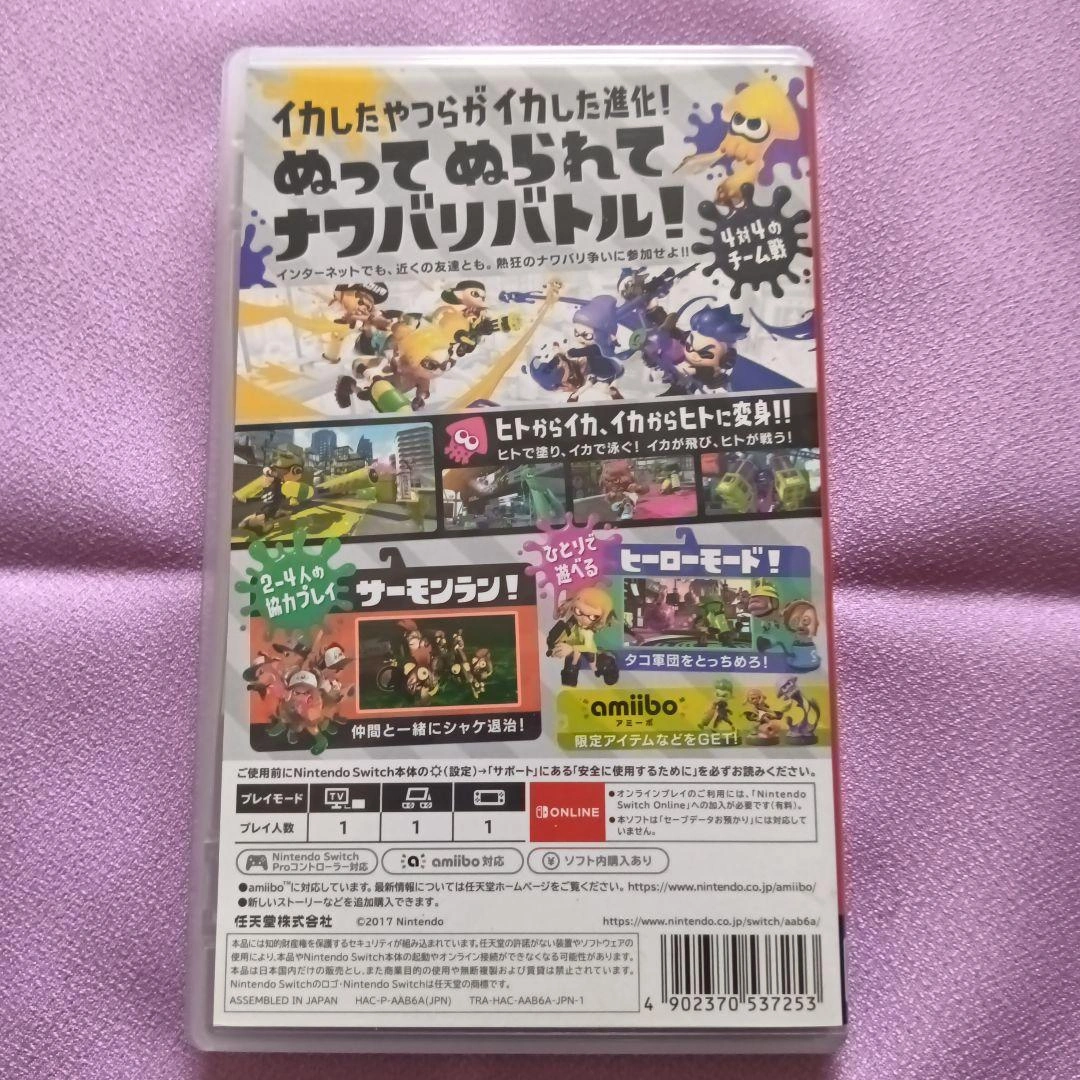 イカしたやつらがイカした進化!
ぬって ぬられて
ナワバリバトル!
4対4の
チーム戦
インターネットでも、近くの友達とも。熱狂のナワバリ争いに参加せよ!!
ヒトからイカ、イカからヒトに変身!!
ヒトで塗り、イカで泳ぐ! イカが飛び、ヒトが戦う!
2-4人の
協力プレイ
サーモンラン!
仲間と一緒にシャケ退治!
ひとりで
遊べる
ヒーローモード!
タコ軍団をとっちめろ!
amiibo
アミーボ
限定アイテムなどをGET!
ご使用前にNintendo Switch本体の(設定)→「サポート」にある「安全に使用するために」を必ずお読みください。
プレイモード TV
プレイ人数 1 1 1
ONLINE
●オンラインプレイのご利用には、「Nintendo
Switch Online」への加入が必要です(有料)。
●本ソフトは「セーブデータお預かり」には対応して
いません。
Nintendo Switch
Proコントローラー対応
amiibo 対応
ソフト内購入あり
●amiibo™に対応しています。最新情報については任天堂ホームページをご覧ください。https://www.nintendo.co.jp/amiibo/
●新しいストーリーなどを追加購入できます。
任天堂株式会社 ©2017 Nintendo https://www.nintendo.co.jp/switch/aab6a/
本品には知的財産権を保護するセキュリティが組み込まれています。任天堂の許諾がない装置やソフトウェアの
使用により、本品やNintendo Switch本体の起動やオンライン接続ができなくなる可能性があります。
本品は日本国内だけの販売とし、また商業目的の使用や無断複製および賃貸は禁止されています。
Nintendo Switchのロゴ・Nintendo Switchは任天堂の商標です。
ASSEMBLED IN JAPAN HAC-P-AAB6A(JPN) TRA-HAC-AAB6A-JPN-1
4 902370 537253